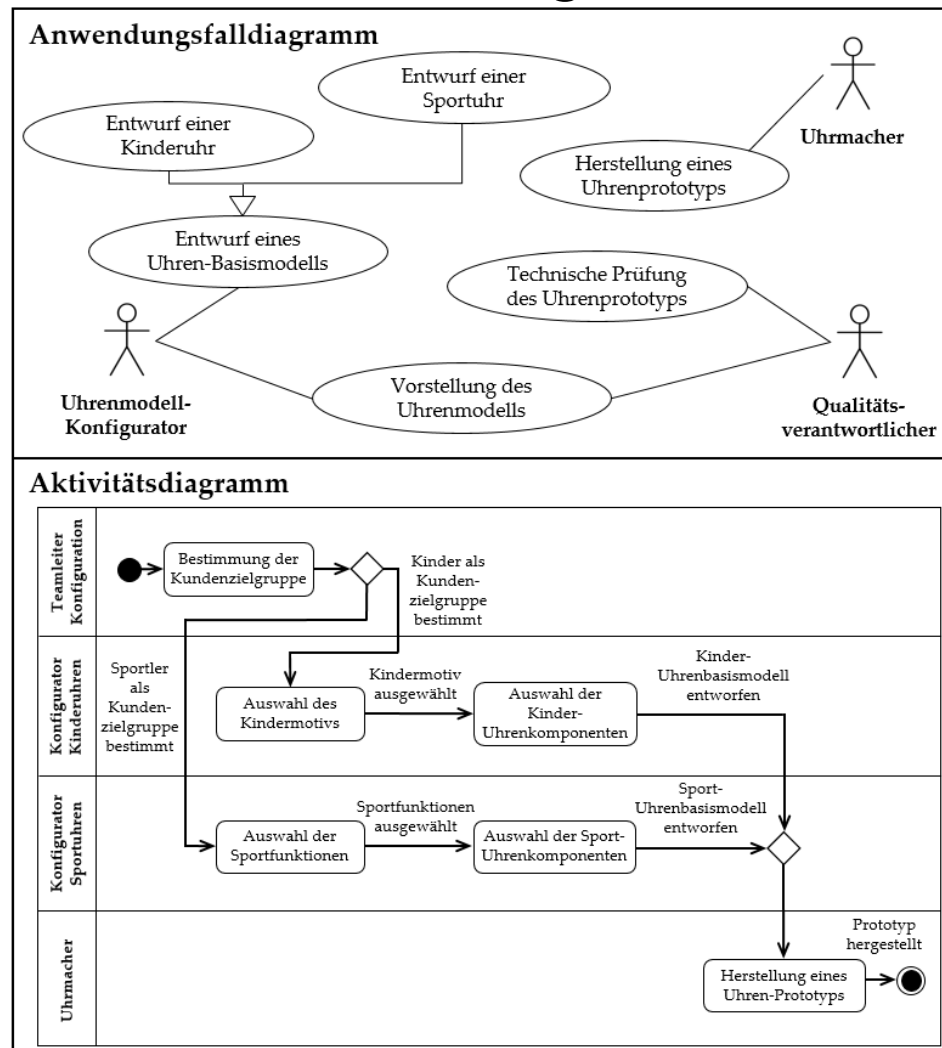 Anwendungsfalldiagramm
Entwurf einer
Sportuhr
Entwurf einer
Kinderuhr
Uhrmacher
Herstellung eines
Uhrenprototyps
Entwurf eines
Uhren-Basismodells
Technische Prüfung
des Uhrenprototyps
Uhrenmodell-
Konfigurator
Vorstellung des
Uhrenmodells
Qualitäts-
verantwortlicher
Aktivitätsdiagramm
Teamleiter
Konfiguration
Bestimmung der
Kundenzielgruppe
Kinder als
Kunden-
zielgruppe
bestimmt
Konfigurator
Kinderuhren
Sportler
als
Kunden-
zielgruppe
bestimmt
Auswahl des
Kindermotivs
Kindermotiv
ausgewählt
Auswahl der
Kinder-
Uhrenkomponenten
Kinder-
Uhrenbasismodell
entworfen
Konfigurator
Sportuhren
Auswahl der
Sportfunktionen
Sportfunktionen
ausgewählt
Auswahl der Sport-
Uhrenkomponenten
Sport-
Uhrenbasismodell
entworfen
Uhrmacher
Herstellung eines
Uhren-Prototyps
Prototyp
hergestellt